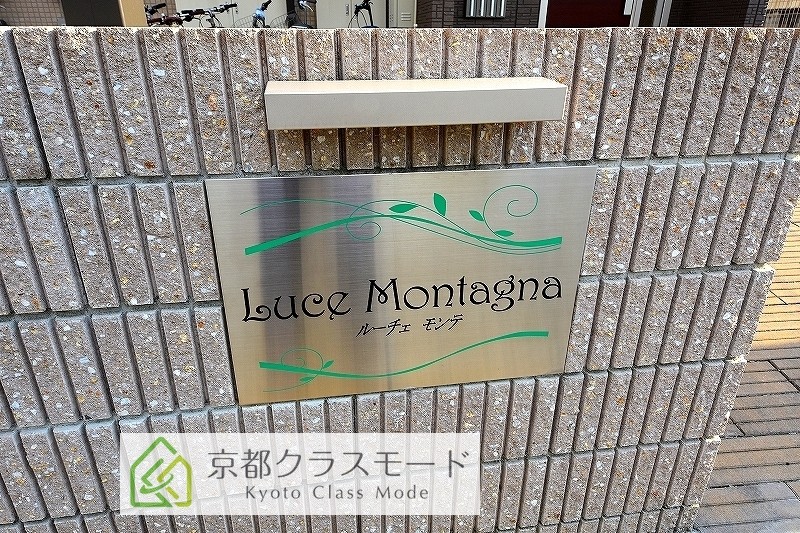 Luce Montagna
ルーチェ モンテ
京都クラスモード
Kyoto Class Mode